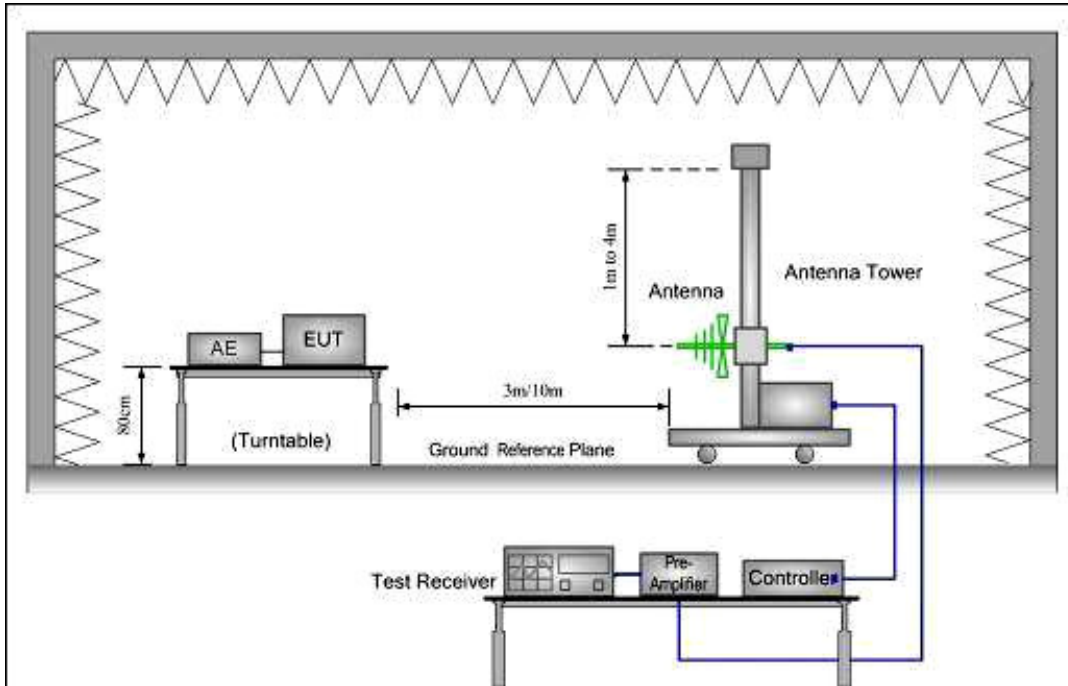 1m to 4m
Antenna Tower
Antenna
AE
EUT
3m/10m
80cm
(Turntable)
Ground Reference Plane
Test Receiver
Pre-
Amplifier
Controller